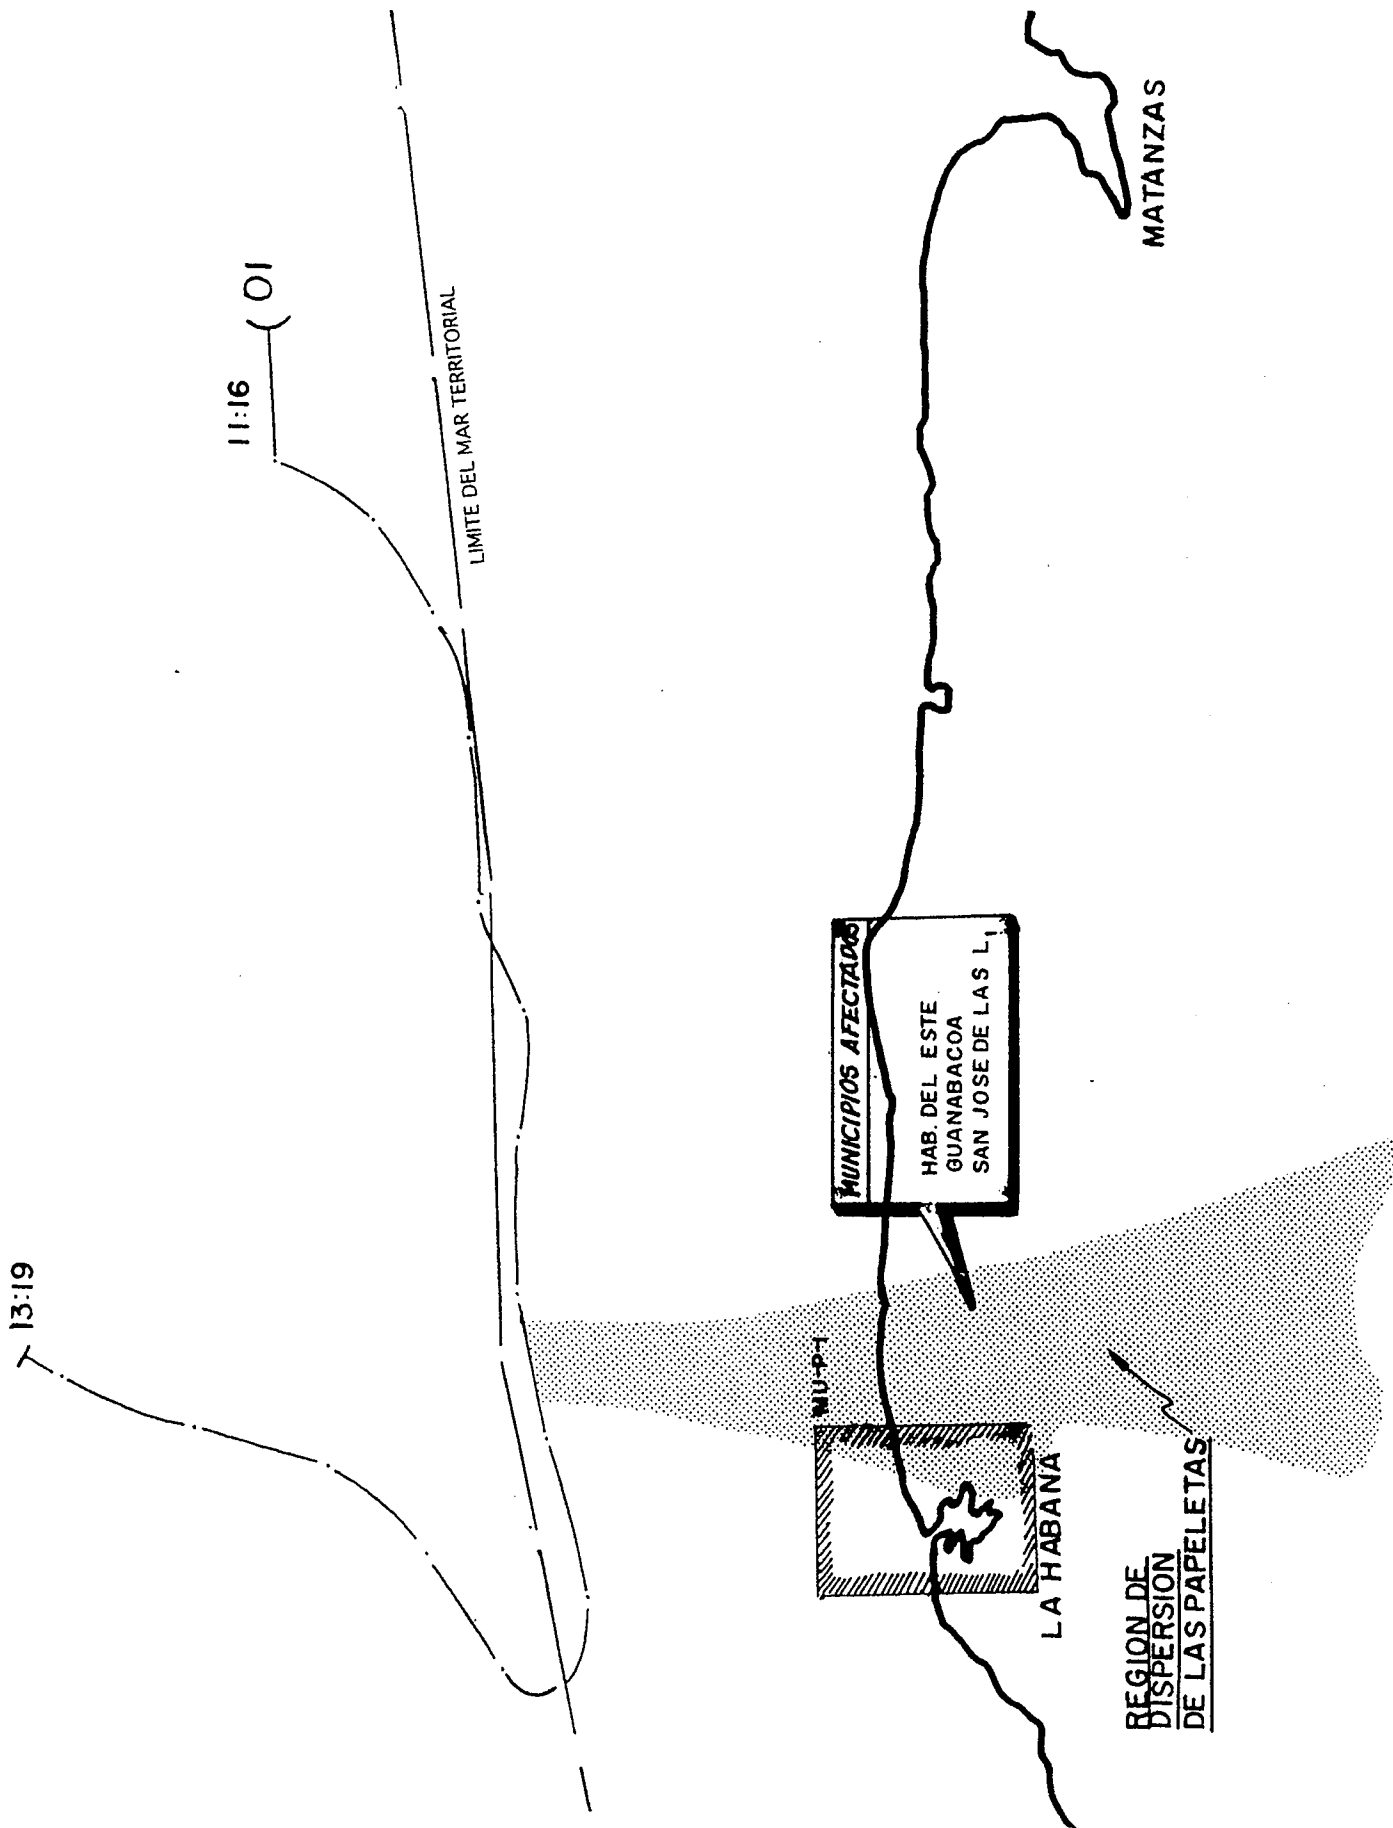 13:19
11:16
01
LIMITE DEL MAR TERRITORIAL
MU-P-1
MUNICIPIOS AFECTADOS
HAB. DEL ESTE
GUANABACOA
SAN JOSE DE LAS L,
LA HABANA
MATANZAS
REGION DE
DISPERSION
DE LAS PAPELETAS